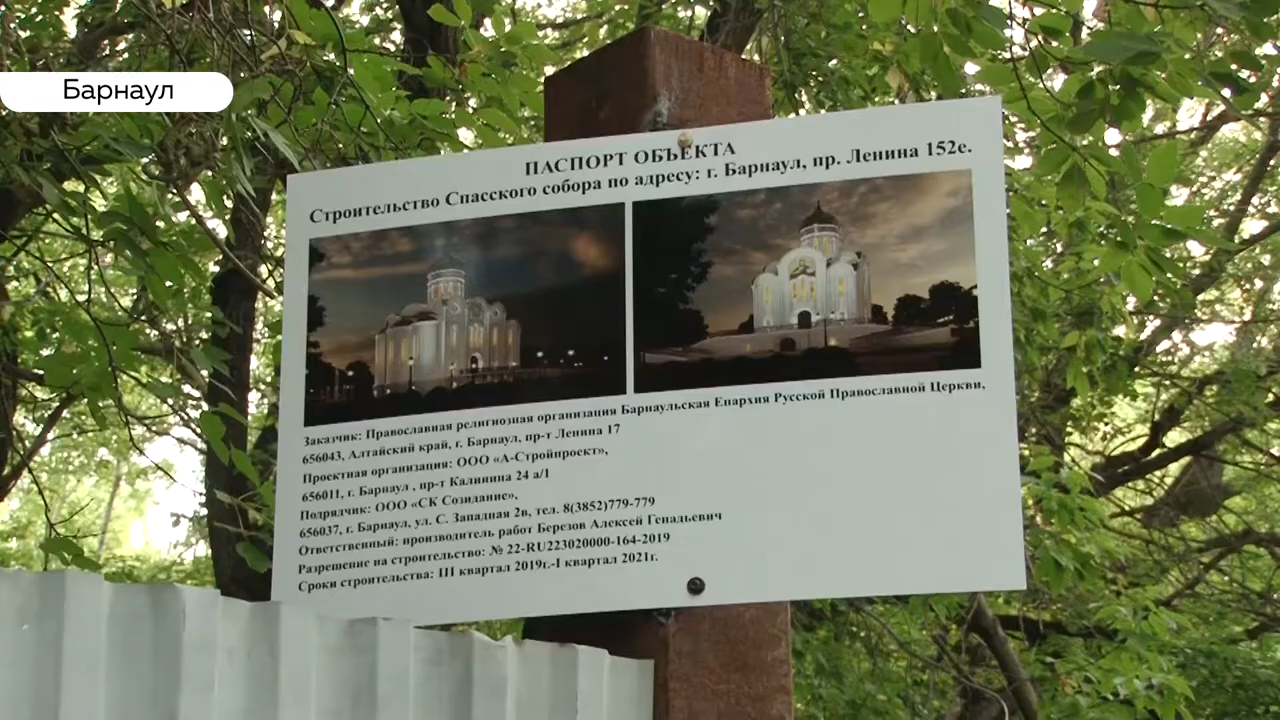 Барнаул
ПАСПОРТ ОБЪЕКТА
Строительство Спасского собора по адресу: г. Барнаул, пр. Ленина 152е.
Заказчик: Православная религиозная организация Барнаульская Епархия Русской Православной Церкви,
656043, Алтайский край, г. Барнаул, пр-т Ленина 17
Проектная организация: ООО «А-Стройпроект»,
656011, г. Барнаул , пр-т Калинина 24 а/1
Подрядчик: ООО «СК Созидание»,
656037, г. Барнаул, ул. С. Западная 2в, тел. 8(3852)779-779
Ответственный: производитель работ Березов Алексей Генадьевич
Разрешение на строительство: № 22-RU223020000-164-2019
Сроки строительства: III квартал 2019г.-I квартал 2021г.